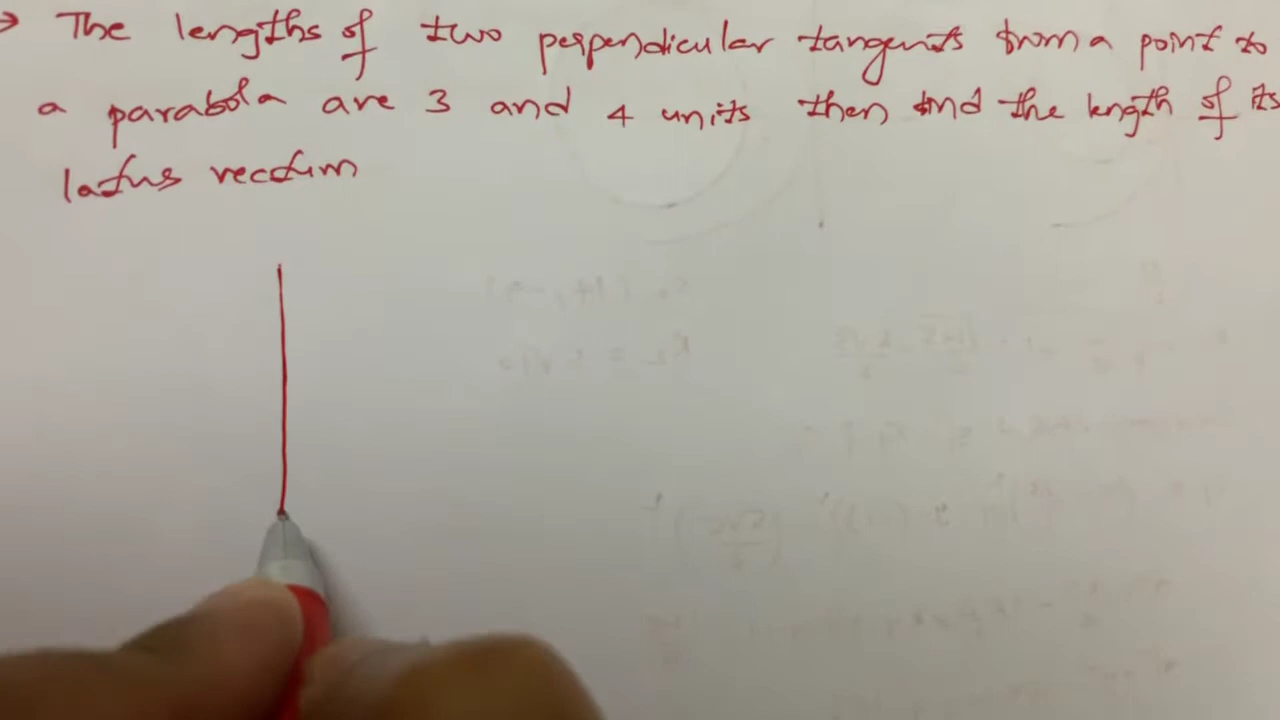 → The lengths of two perpendicular tangents from a point to
a parabola are 3 and 4 units then find the length of its
latus rectum